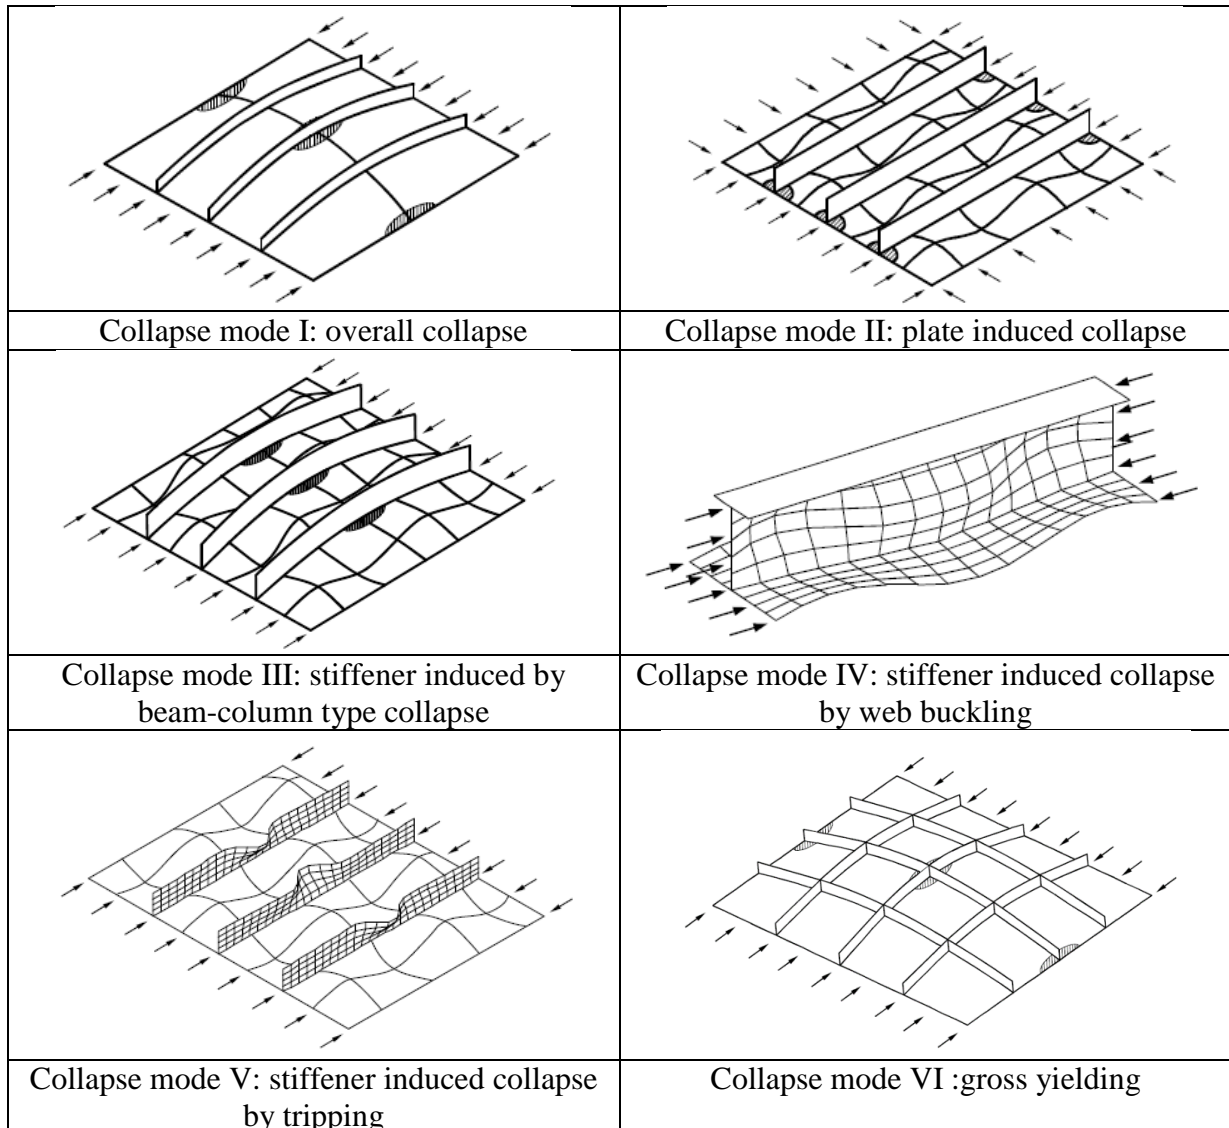 Collapse mode I: overall collapse
Collapse mode II: plate induced collapse
Collapse mode III: stiffener induced by
beam-column type collapse
Collapse mode IV: stiffener induced collapse
by web buckling
Collapse mode V: stiffener induced collapse
by tripping
Collapse mode VI :gross yielding